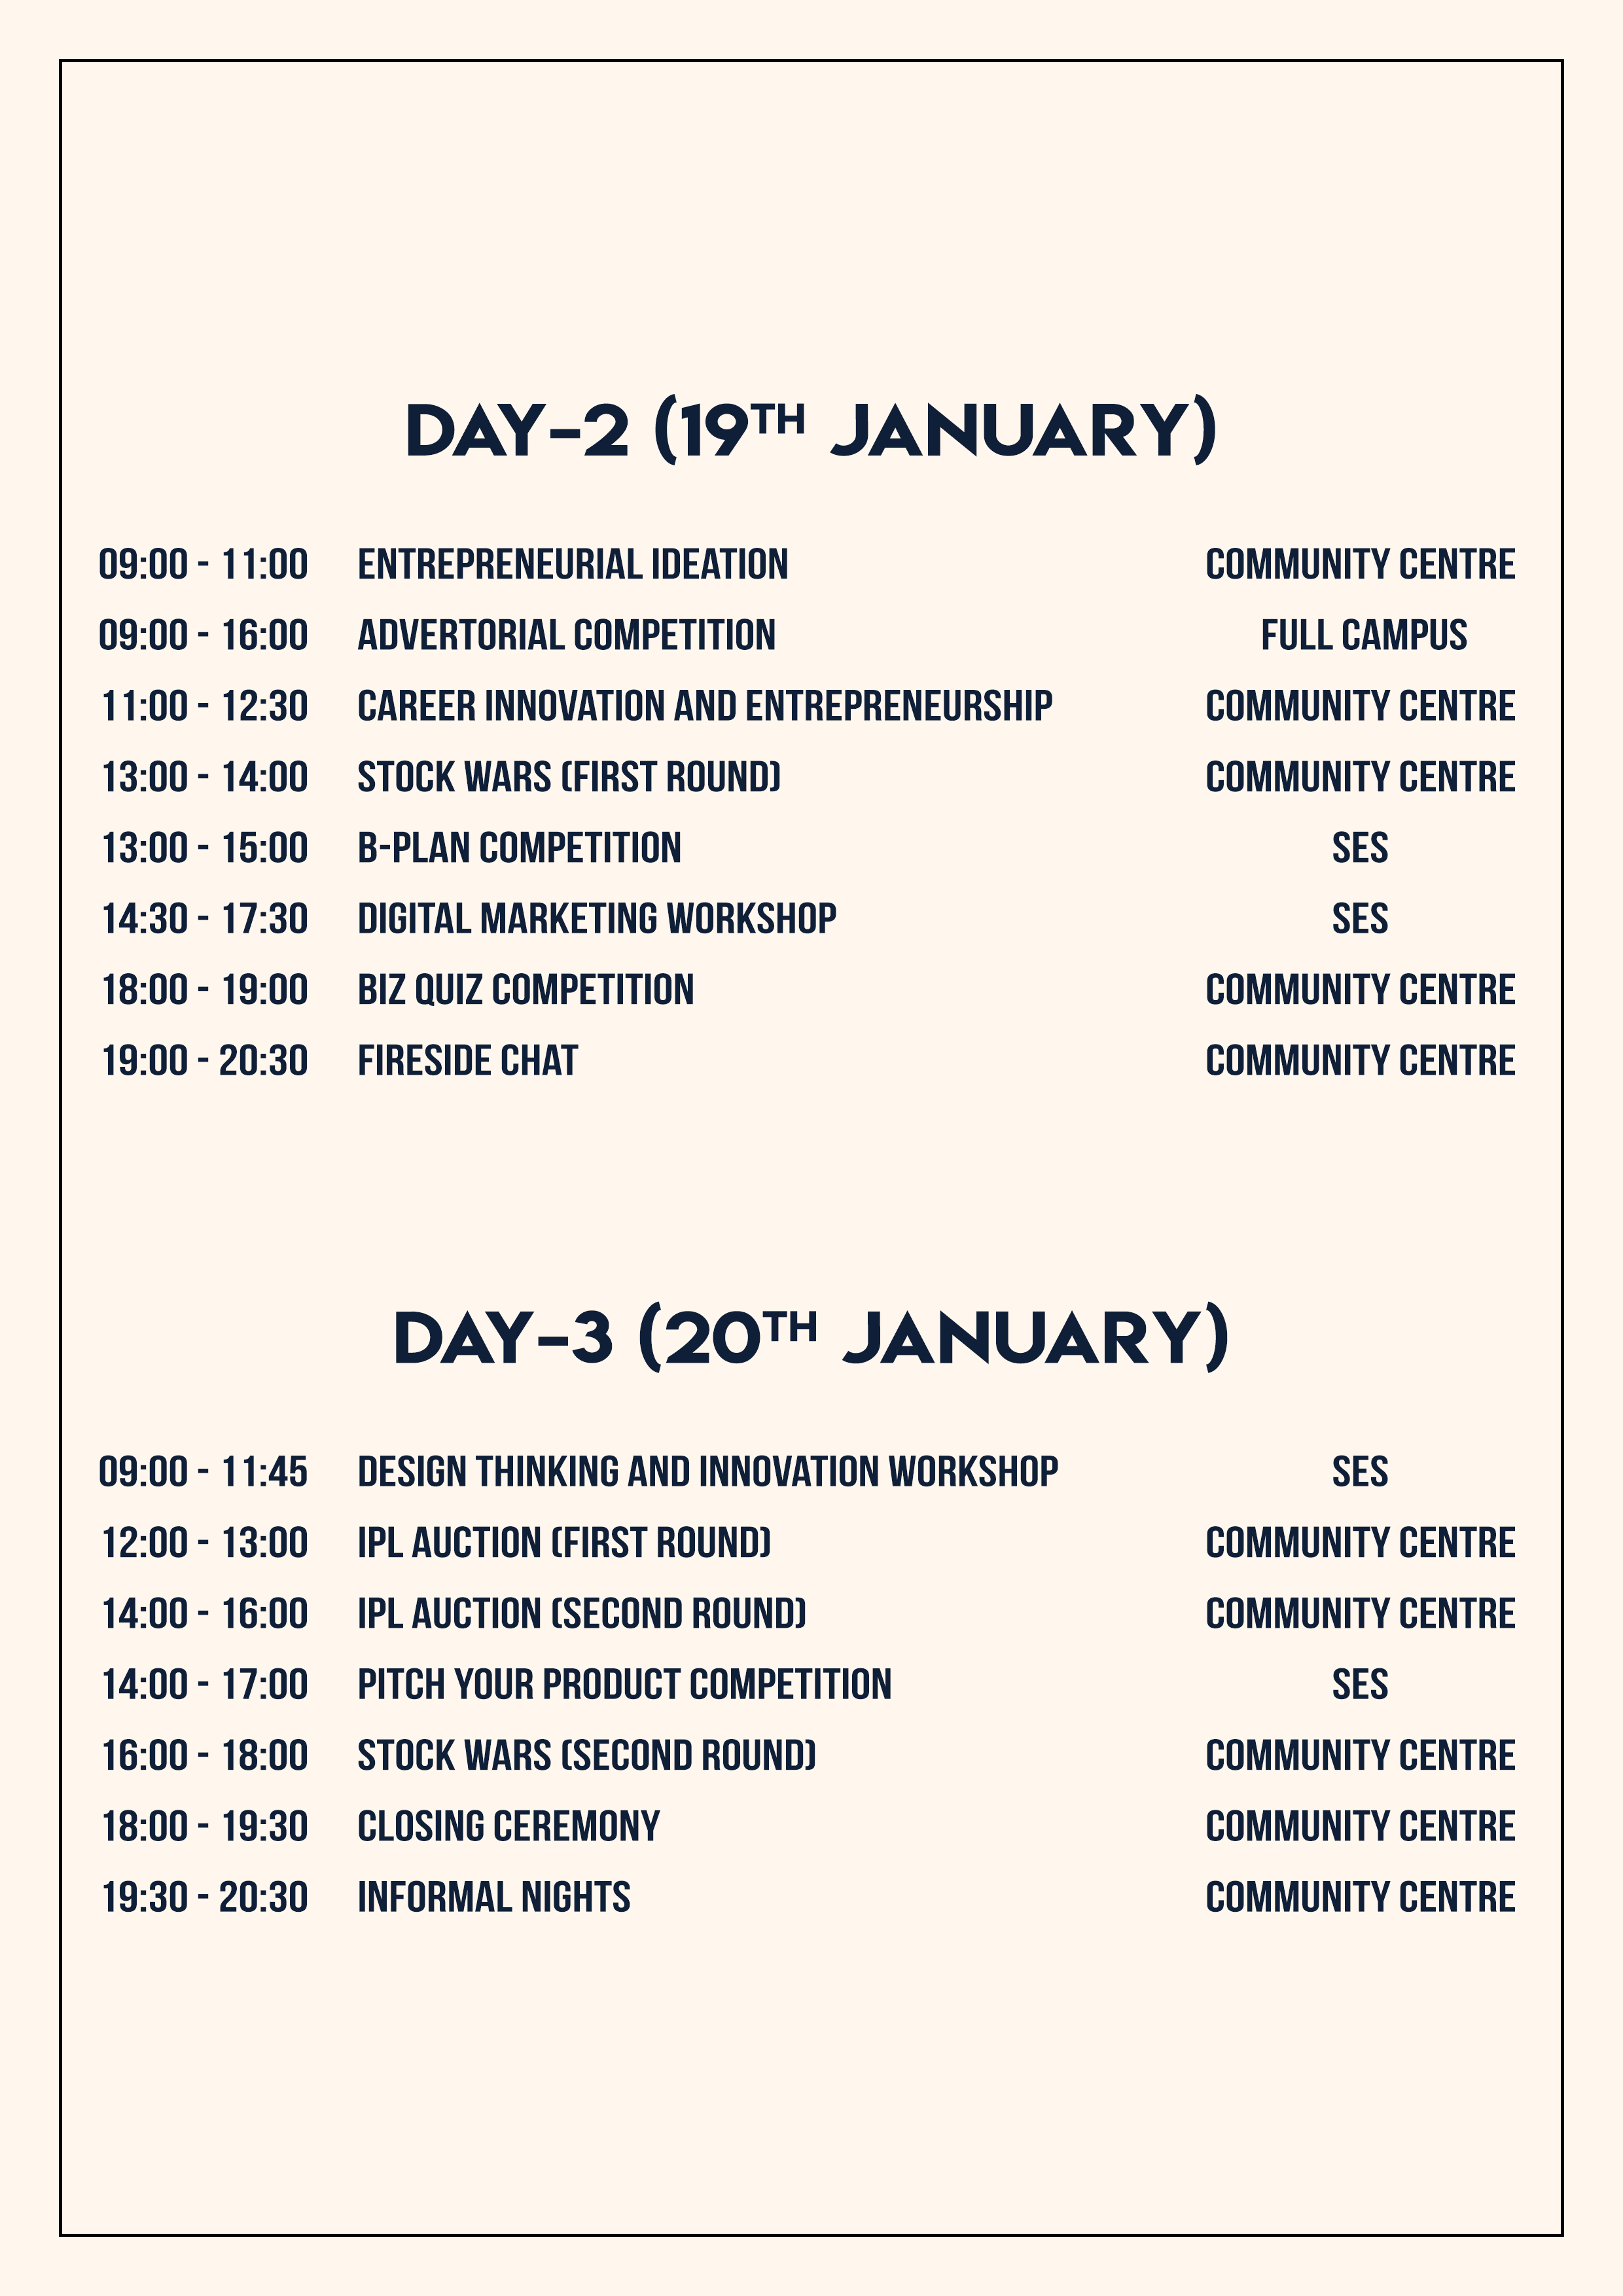 DAY-2 (19TH JANUARY)
09:00 - 11:00 ENTREPRENEURIAL IDEATION COMMUNITY CENTRE
09:00 - 16:00 ADVERTORIAL COMPETITION FULL CAMPUS
11:00 - 12:30 CAREER INNOVATION AND ENTREPRENEURSHIP COMMUNITY CENTRE
13:00 - 14:00 STOCK WARS (FIRST ROUND) COMMUNITY CENTRE
13:00 - 15:00 B-PLAN COMPETITION SES
14:30 - 17:30 DIGITAL MARKETING WORKSHOP SES
18:00 - 19:00 BIZ QUIZ COMPETITION COMMUNITY CENTRE
19:00 - 20:30 FIRESIDE CHAT COMMUNITY CENTRE
DAY-3 (20TH JANUARY)
09:00 - 11:45 DESIGN THINKING AND INNOVATION WORKSHOP SES
12:00 - 13:00 IPL AUCTION (FIRST ROUND) COMMUNITY CENTRE
14:00 - 16:00 IPL AUCTION (SECOND ROUND) COMMUNITY CENTRE
14:00 - 17:00 PITCH YOUR PRODUCT COMPETITION SES
16:00 - 18:00 STOCK WARS (SECOND ROUND) COMMUNITY CENTRE
18:00 - 19:30 CLOSING CEREMONY COMMUNITY CENTRE
19:30 - 20:30 INFORMAL NIGHTS COMMUNITY CENTRE